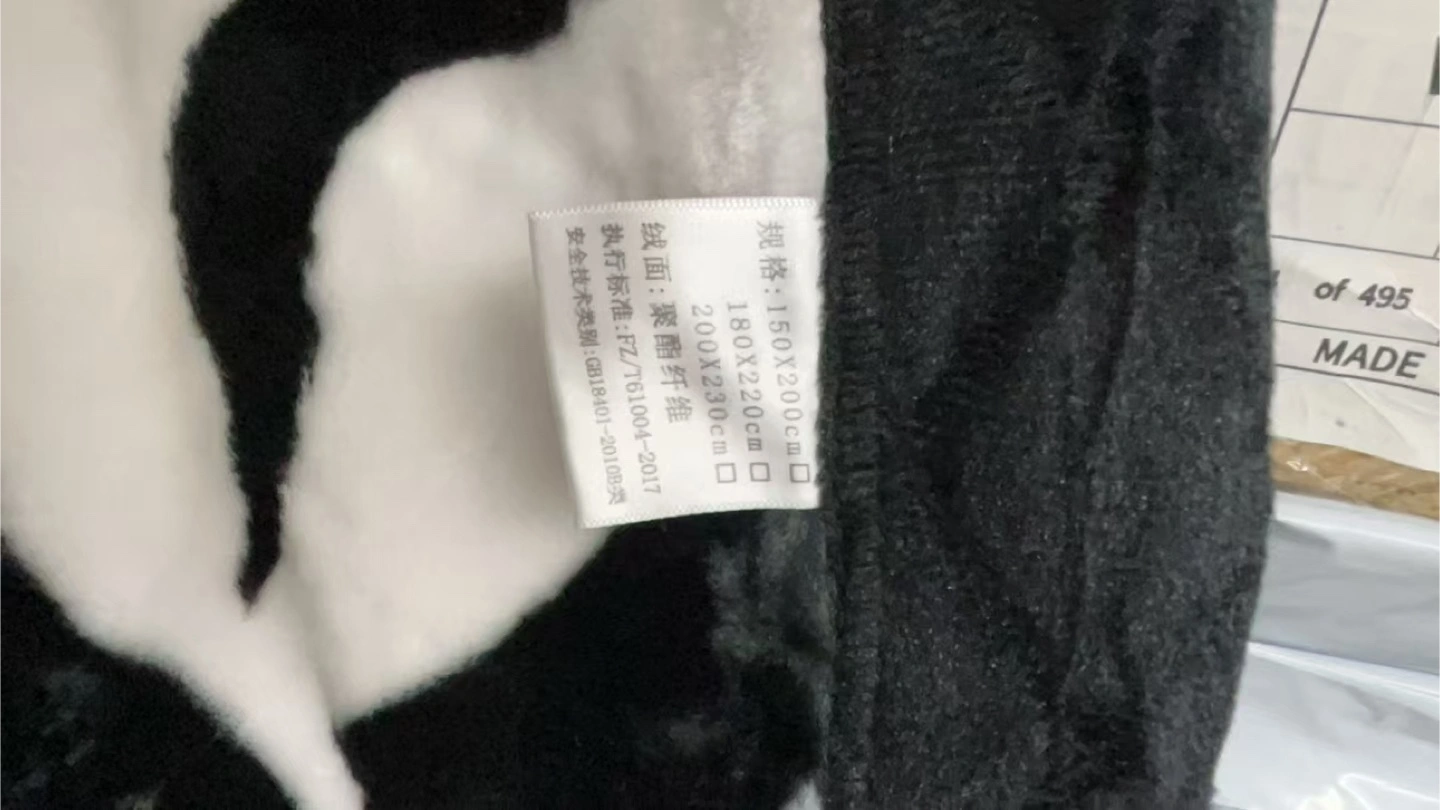 规格:150X200cm□
180X220cm□
200X230cm□
绒面:聚酯纤维
执行标准:FZ/T61004-2017
安全技术类别:GB18401-2010B类
of 495
MADE